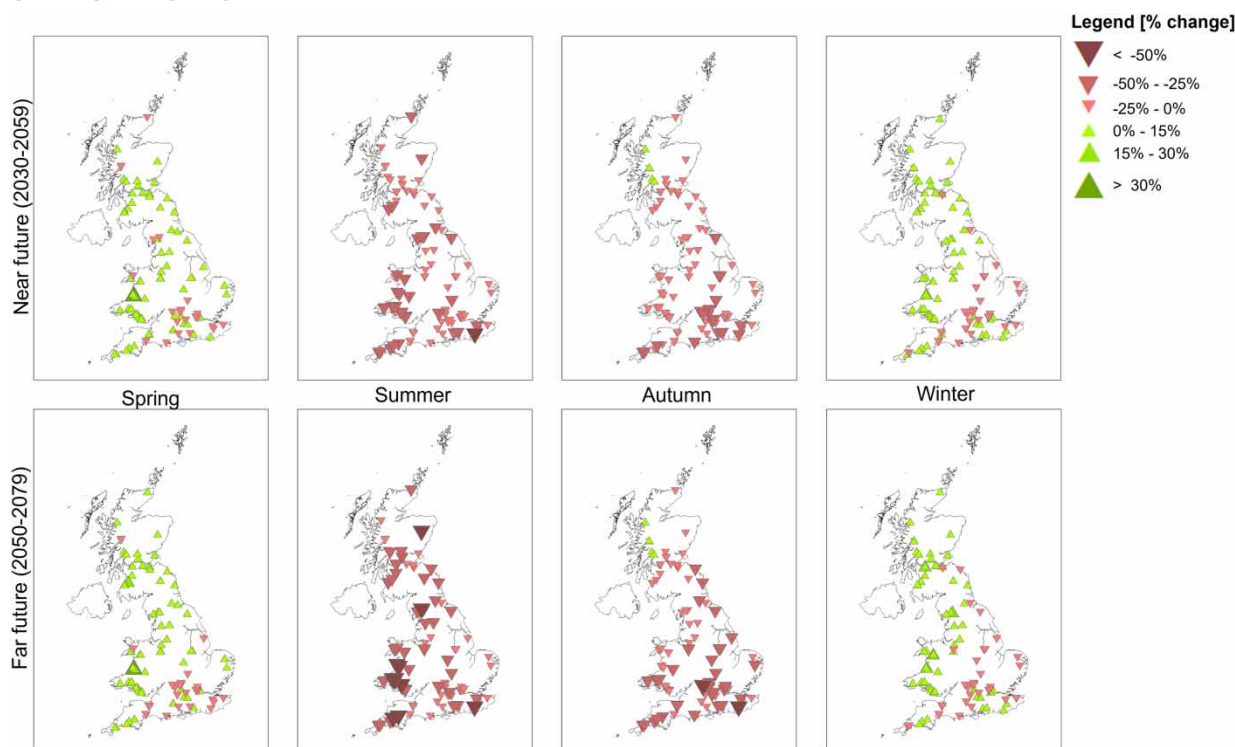 Legend [% change]
< -50%
-50% - -25%
-25% - 0%
0% - 15%
15% - 30%
> 30%
Near future (2030-2059)
Spring
Summer
Autumn
Winter
Far future (2050-2079)